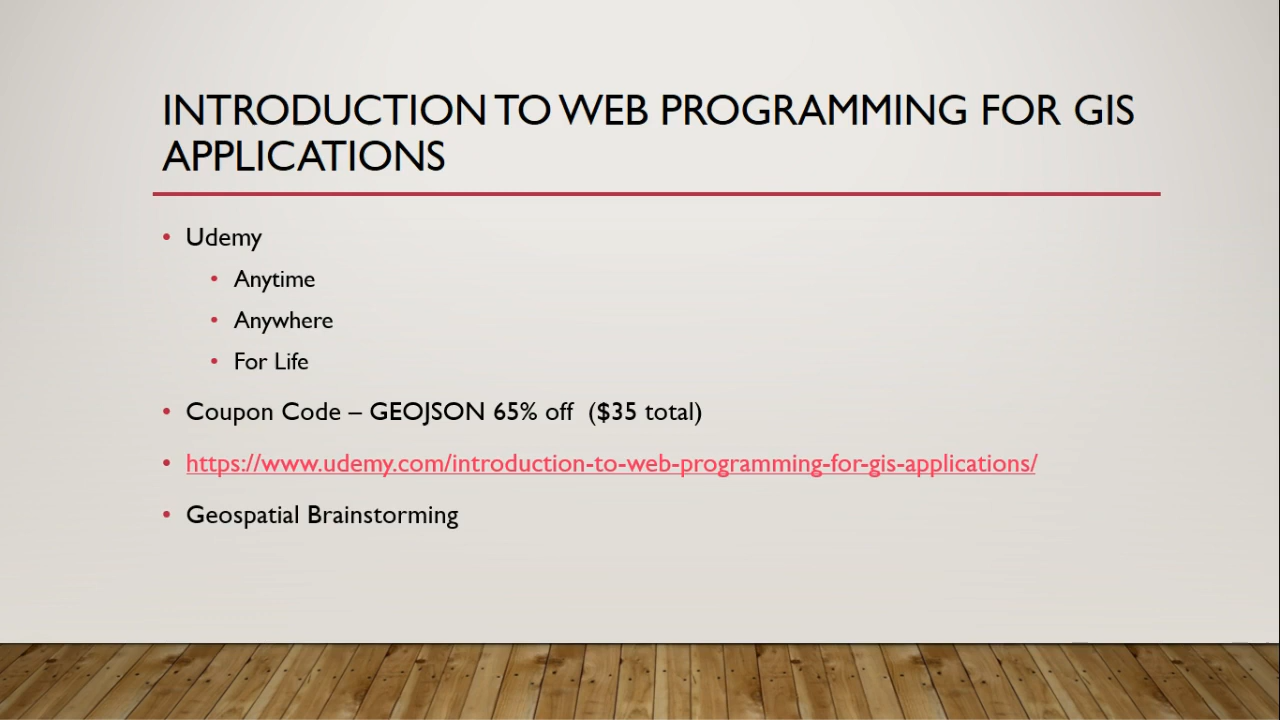 INTRODUCTION TO WEB PROGRAMMING FOR GIS
APPLICATIONS
• Udemy
• Anytime
• Anywhere
• For Life
• Coupon Code – GEOJSON 65% off ($35 total)
• https://www.udemy.com/introduction-to-web-programming-for-gis-applications/
• Geospatial Brainstorming